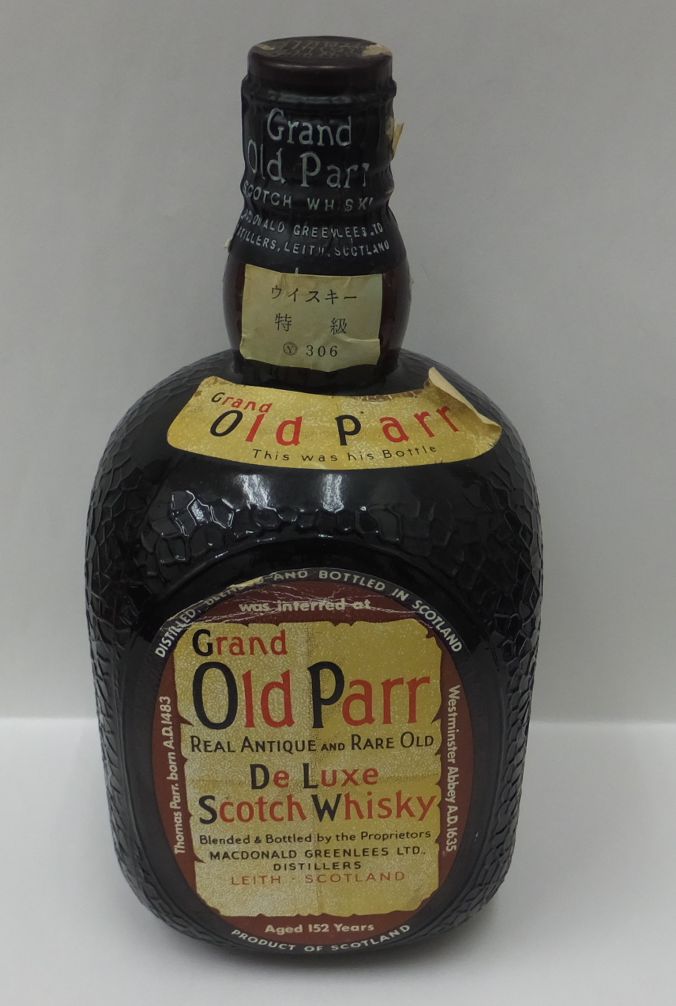 Grand
Old Parr
SCOTCH WHISKY
MACDONALD GREENLEES LTD
DISTILLERS, LEITH, SCOTLAND
ウイスキー
特 級
Ⓨ 306
Grand
Old Parr
This was his Bottle
DISTILLED, BLENDED AND BOTTLED IN SCOTLAND
was interred at
Thomas Parr. born A.D.1483
Westminster Abbey A.D.1635
Grand
Old Parr
REAL ANTIQUE AND RARE OLD
De Luxe
Scotch Whisky
Blended & Bottled by the Proprietors
MACDONALD GREENLEES LTD.,
DISTILLERS
LEITH - SCOTLAND
Aged 152 Years
PRODUCT OF SCOTLAND